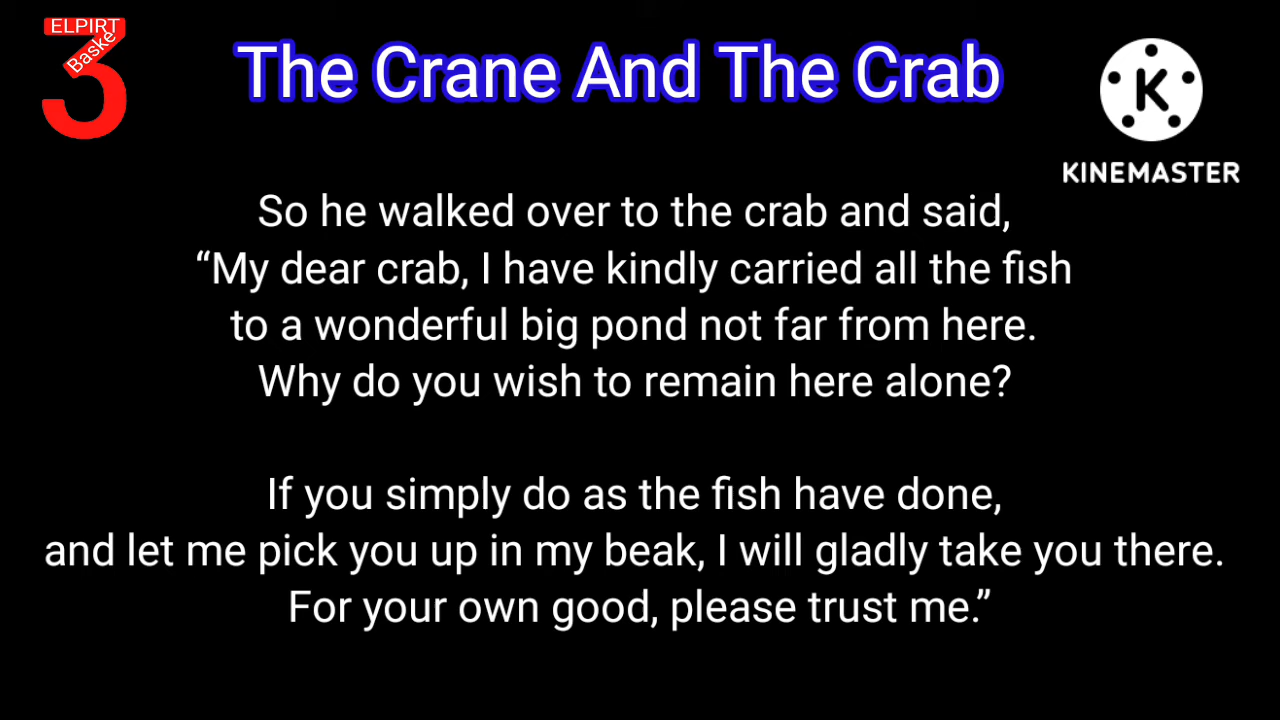 ELPIRT
Baske
3
The Crane And The Crab
K
KINEMASTER
So he walked over to the crab and said,
“My dear crab, I have kindly carried all the fish
to a wonderful big pond not far from here.
Why do you wish to remain here alone?
If you simply do as the fish have done,
and let me pick you up in my beak, I will gladly take you there.
For your own good, please trust me.”